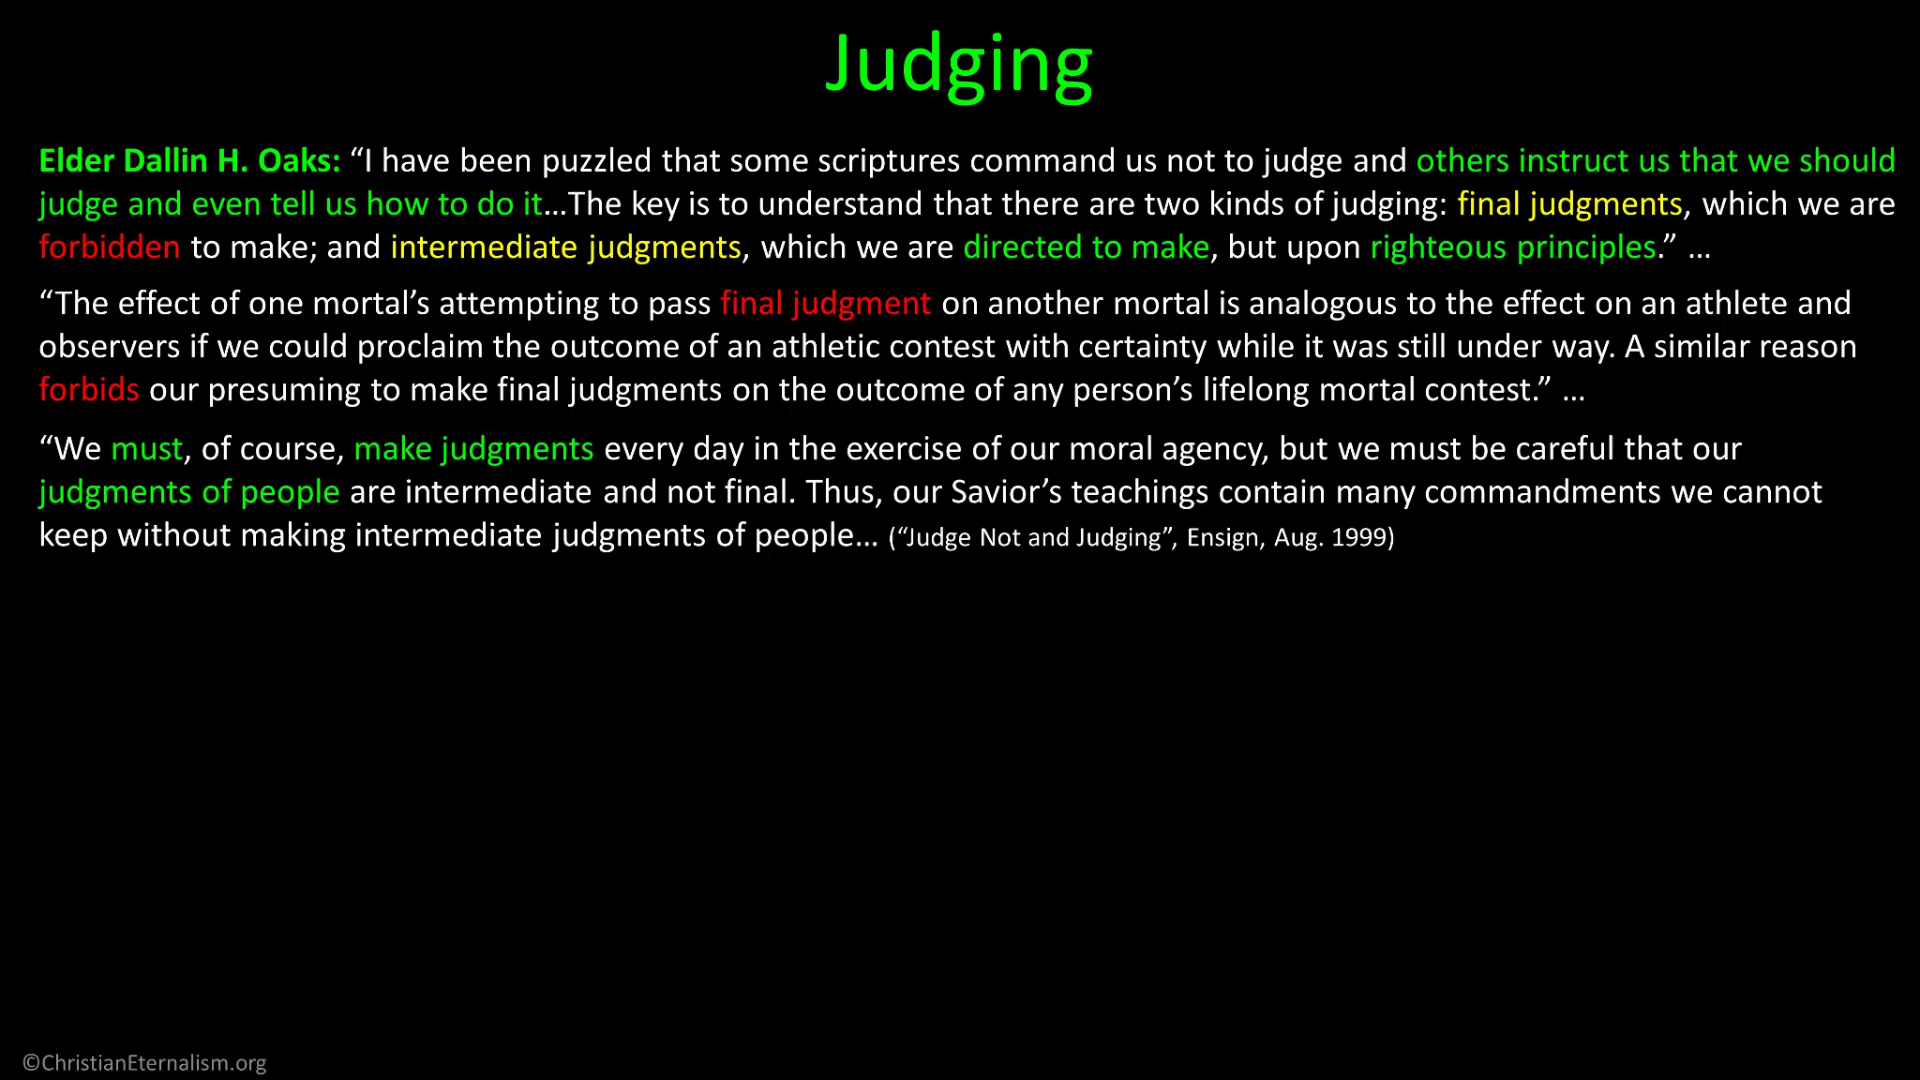 Judging
Elder Dallin H. Oaks: “I have been puzzled that some scriptures command us not to judge and others instruct us that we should
judge and even tell us how to do it…The key is to understand that there are two kinds of judging: final judgments, which we are
forbidden to make; and intermediate judgments, which we are directed to make, but upon righteous principles.” …
“The effect of one mortal’s attempting to pass final judgment on another mortal is analogous to the effect on an athlete and
observers if we could proclaim the outcome of an athletic contest with certainty while it was still under way. A similar reason
forbids our presuming to make final judgments on the outcome of any person’s lifelong mortal contest.” …
“We must, of course, make judgments every day in the exercise of our moral agency, but we must be careful that our
judgments of people are intermediate and not final. Thus, our Savior’s teachings contain many commandments we cannot
keep without making intermediate judgments of people… (“Judge Not and Judging”, Ensign, Aug. 1999)
©ChristianEternalism.org